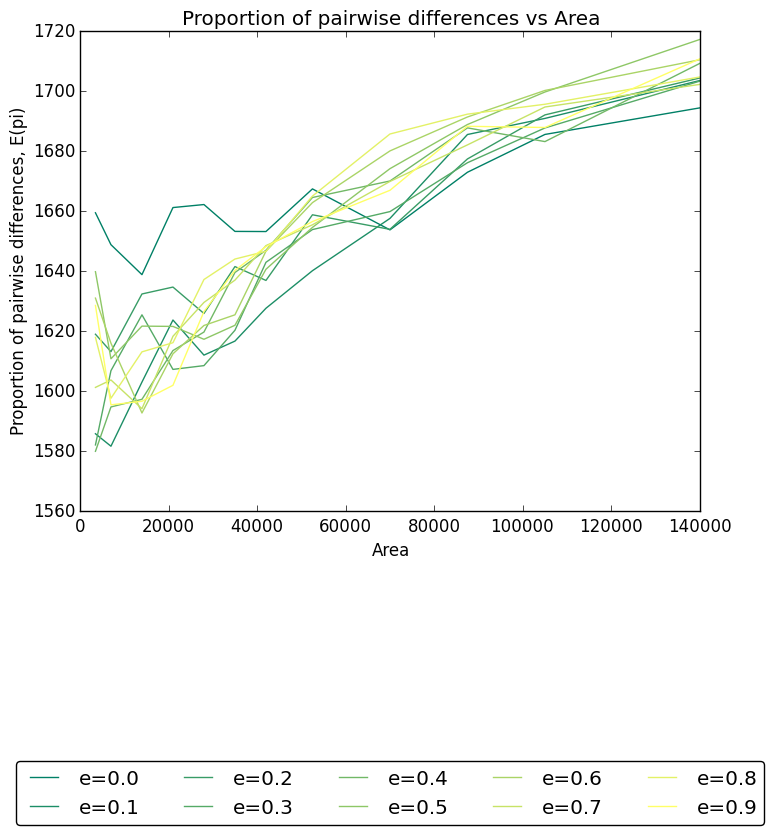 Proportion of pairwise differences vs Area
Proportion of pairwise differences, E(pi)
1720
1700
1680
1660
1640
1620
1600
1580
1560
0 20000 40000 60000 80000 100000 120000 140000
Area
e=0.0 e=0.2 e=0.4 e=0.6 e=0.8
e=0.1 e=0.3 e=0.5 e=0.7 e=0.9